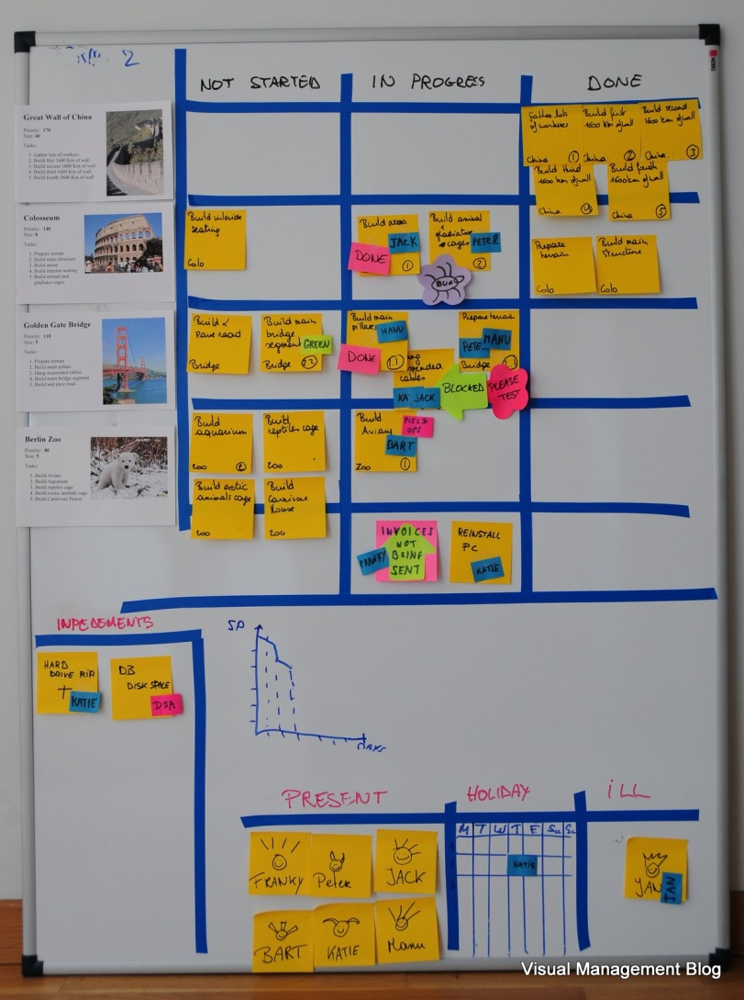 2
NOT STARTED
IN PROGRESS
DONE
Great Wall of China
Priority: 170
Size: 40
Tasks:
1. Gather lots of workers
2. Build first 1600 Km of wall
3. Build second 1600 Km of wall
4. Build third 1600 Km of wall
5. Build fourth 1600 Km of wall
Gather lots
of workers
China 1
Build first
1600 km of wall
China 2
Build second
1600 km of wall
China 3
Build third
1600 km of wall
China 4
Build fourth
1600 km of wall
China 5
Colosseum
Priority: 140
Size: 8
Tasks:
1. Prepare terrain
2. Build main structure
3. Build arena
4. Build interior seating
5. Build animal and
gladiator cages
Build interior
seating
Colo
Build arena
JACK
DONE
1
Build animal
gladiator
cages
PETER
2
BUG
Prepare
terrain
Colo
Build main
structure
Colo
Golden Gate Bridge
Priority: 110
Size: 5
Tasks:
1. Prepare terrain
2. Build main pillars
3. Hang suspended cables
4. Build main bridge segment
5. Build and pave road
Build &
Pave road
Bridge
Build main
bridge
segment
GREEN
Bridge
Build main
pillars
MANU
DONE
cables
JACK
BLOCKED
Prepare terrain
MANU
Bridge
PLEASE
TEST
Berlin Zoo
Priority: 80
Size: 5
Tasks:
1. Build Aviary
2. Build Aquarium
3. Build reptiles cage
4. Build exotic animals cage
5. Build Carnivore House
Build
aquarium
Zoo 2
Build
reptiles cage
Zoo
Build
Aviary
FIELD
OPS
BART
Zoo 1
Build exotic
animals cage
Zoo
Build
Carnivore
House
Zoo
INVOICES
NOT
BEING
SENT
FRANKY
REINSTALL
PC
KATIE
INPEDEMENTS
HARD
DRIVE RIP
KATIE
DB
DISK SPACE
DBA
SP
DAYS
PRESENT
HOLIDAY
ILL
FRANKY
Peter
JACK
BART
KATIE
Manu
M T W T F Sa Su
KATIE
JAN
JAN
Visual Management Blog